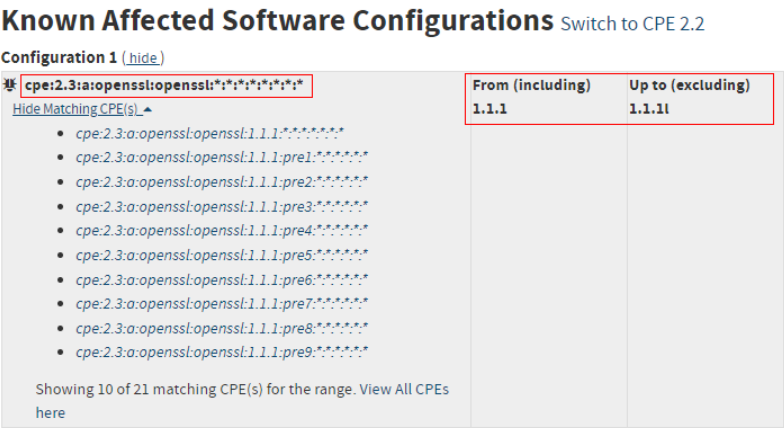 Known Affected Software Configurations Switch to CPE 2.2
Configuration 1 ( hide )
cpe:2.3:a:openssl:openssl:*:*:*:*:*:*:*:* From (including) Up to (excluding)
Hide Matching CPE(s) 1.1.1 1.1.1l
cpe:2.3:a:openssl:openssl:1.1.1:*:*:*:*:*:*:*
cpe:2.3:a:openssl:openssl:1.1.1:pre1:*:*:*:*:*:*
cpe:2.3:a:openssl:openssl:1.1.1:pre2:*:*:*:*:*:*
cpe:2.3:a:openssl:openssl:1.1.1:pre3:*:*:*:*:*:*
cpe:2.3:a:openssl:openssl:1.1.1:pre4:*:*:*:*:*:*
cpe:2.3:a:openssl:openssl:1.1.1:pre5:*:*:*:*:*:*
cpe:2.3:a:openssl:openssl:1.1.1:pre6:*:*:*:*:*:*
cpe:2.3:a:openssl:openssl:1.1.1:pre7:*:*:*:*:*:*
cpe:2.3:a:openssl:openssl:1.1.1:pre8:*:*:*:*:*:*
cpe:2.3:a:openssl:openssl:1.1.1:pre9:*:*:*:*:*:*
Showing 10 of 21 matching CPE(s) for the range. View All CPEs
here